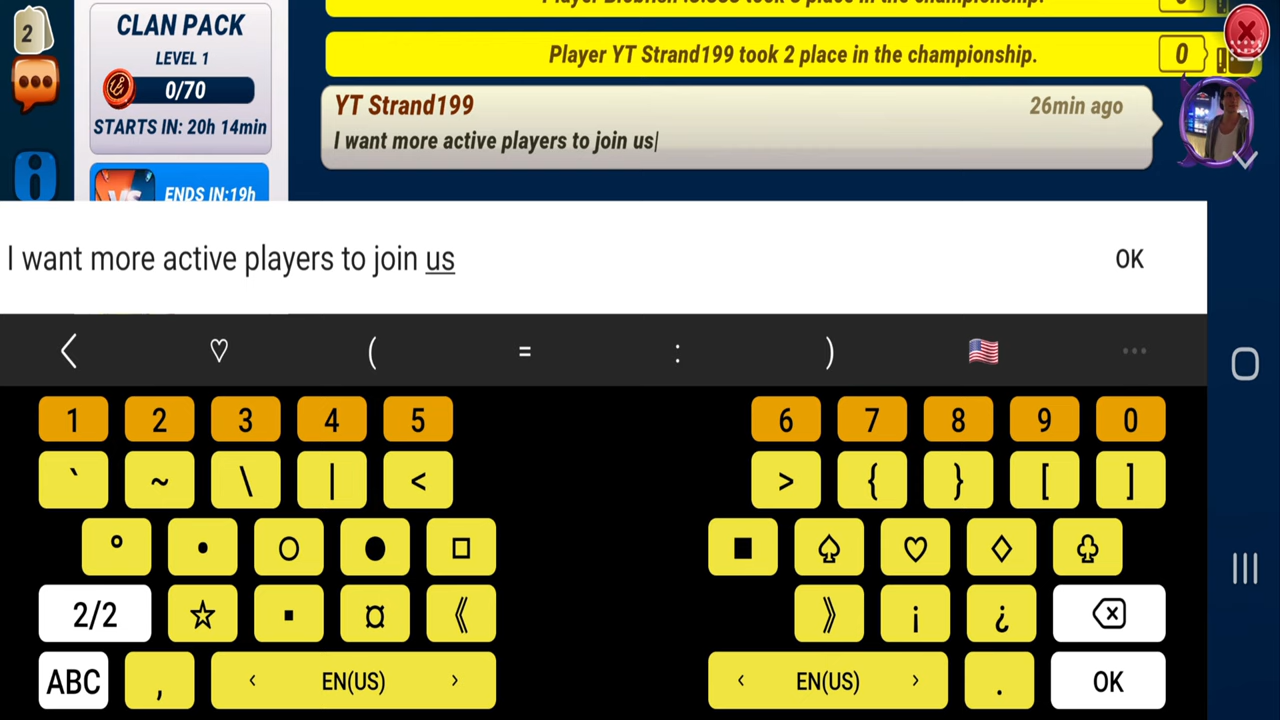 2
CLAN PACK
LEVEL 1
0/70
STARTS IN: 20h 14min
ENDS IN:19h
Player YT Strand199 took 2 place in the championship.
0
YT Strand199
26min ago
I want more active players to join us
I want more active players to join us
OK
< ♡ ( = : ) 🇺🇸 ···
1 2 3 4 5 6 7 8 9 0
` ~ \ | < > { } [ ]
° • ○ ● □ ■ ♤ ♡ ◇ ♧
2/2 ☆ ▪ ¤ 《 》 ¡ ¿
ABC , < EN(US) > < EN(US) > . OK